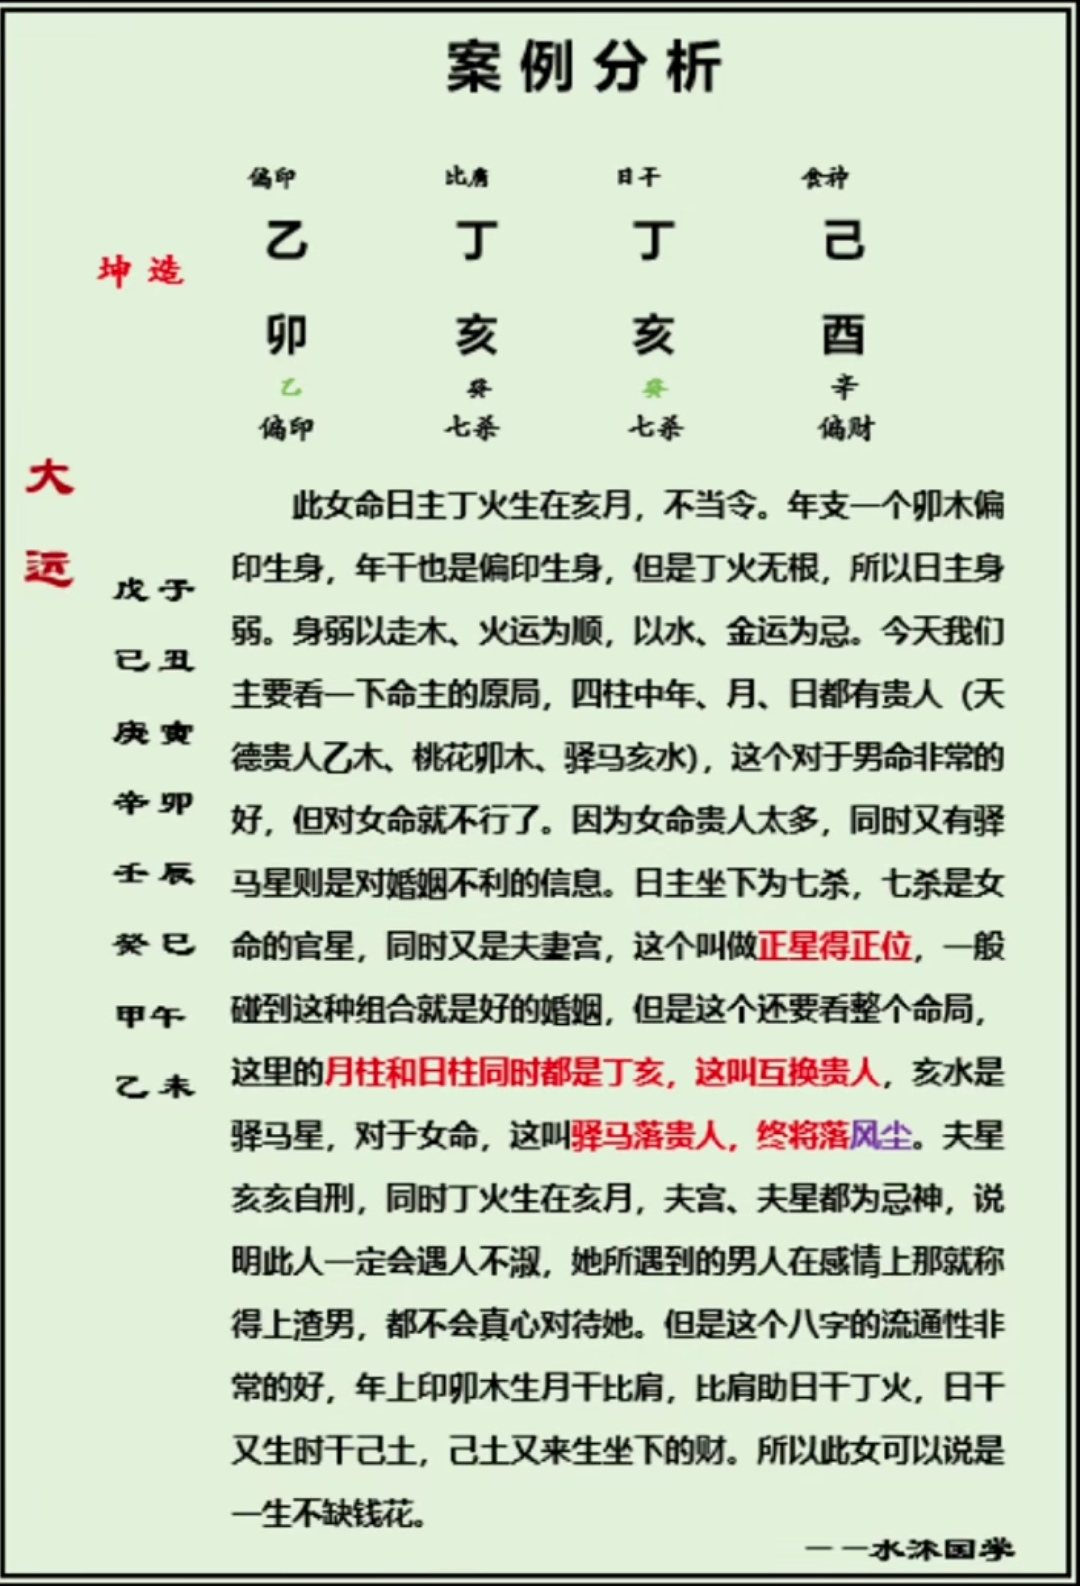 案例分析
偏印 比肩 日干 食神
乙 丁 丁 己
坤造
卯 亥 亥 酉
乙 癸 癸 辛
偏印 七杀 七杀 偏财
大运
戊子
己丑
庚寅
辛卯
壬辰
癸巳
甲午
乙未
此女命日主丁火生在亥月，不当令。年支一个卯木偏
印生身，年干也是偏印生身，但是丁火无根，所以日主身
弱。身弱以走木、火运为顺，以水、金运为忌。今天我们
主要看一下命主的原局，四柱中年、月、日都有贵人（天
德贵人乙木、桃花卯木、驿马亥水），这个对于男命非常的
好，但对女命就不行了。因为女命贵人太多，同时又有驿
马星则是对婚姻不利的信息。日主坐下为七杀，七杀是女
命的官星，同时又是夫妻宫，这个叫做正星得正位，一般
碰到这种组合就是好的婚姻，但是这个还要看整个命局，
这里的月柱和日柱同时都是丁亥，这叫互换贵人，亥水是
驿马星，对于女命，这叫驿马落贵人，终将落风尘。夫星
亥亥自刑，同时丁火生在亥月，夫宫、夫星都为忌神，说
明此人一定会遇人不淑，她所遇到的男人在感情上那就称
得上渣男，都不会真心对待她。但是这个八字的流通性非
常的好，年上印卯木生月干比肩，比肩助日干丁火，日干
又生时干己土，己土又来生坐下的财。所以此女可以说是
一生不缺钱花。
——水沐国学